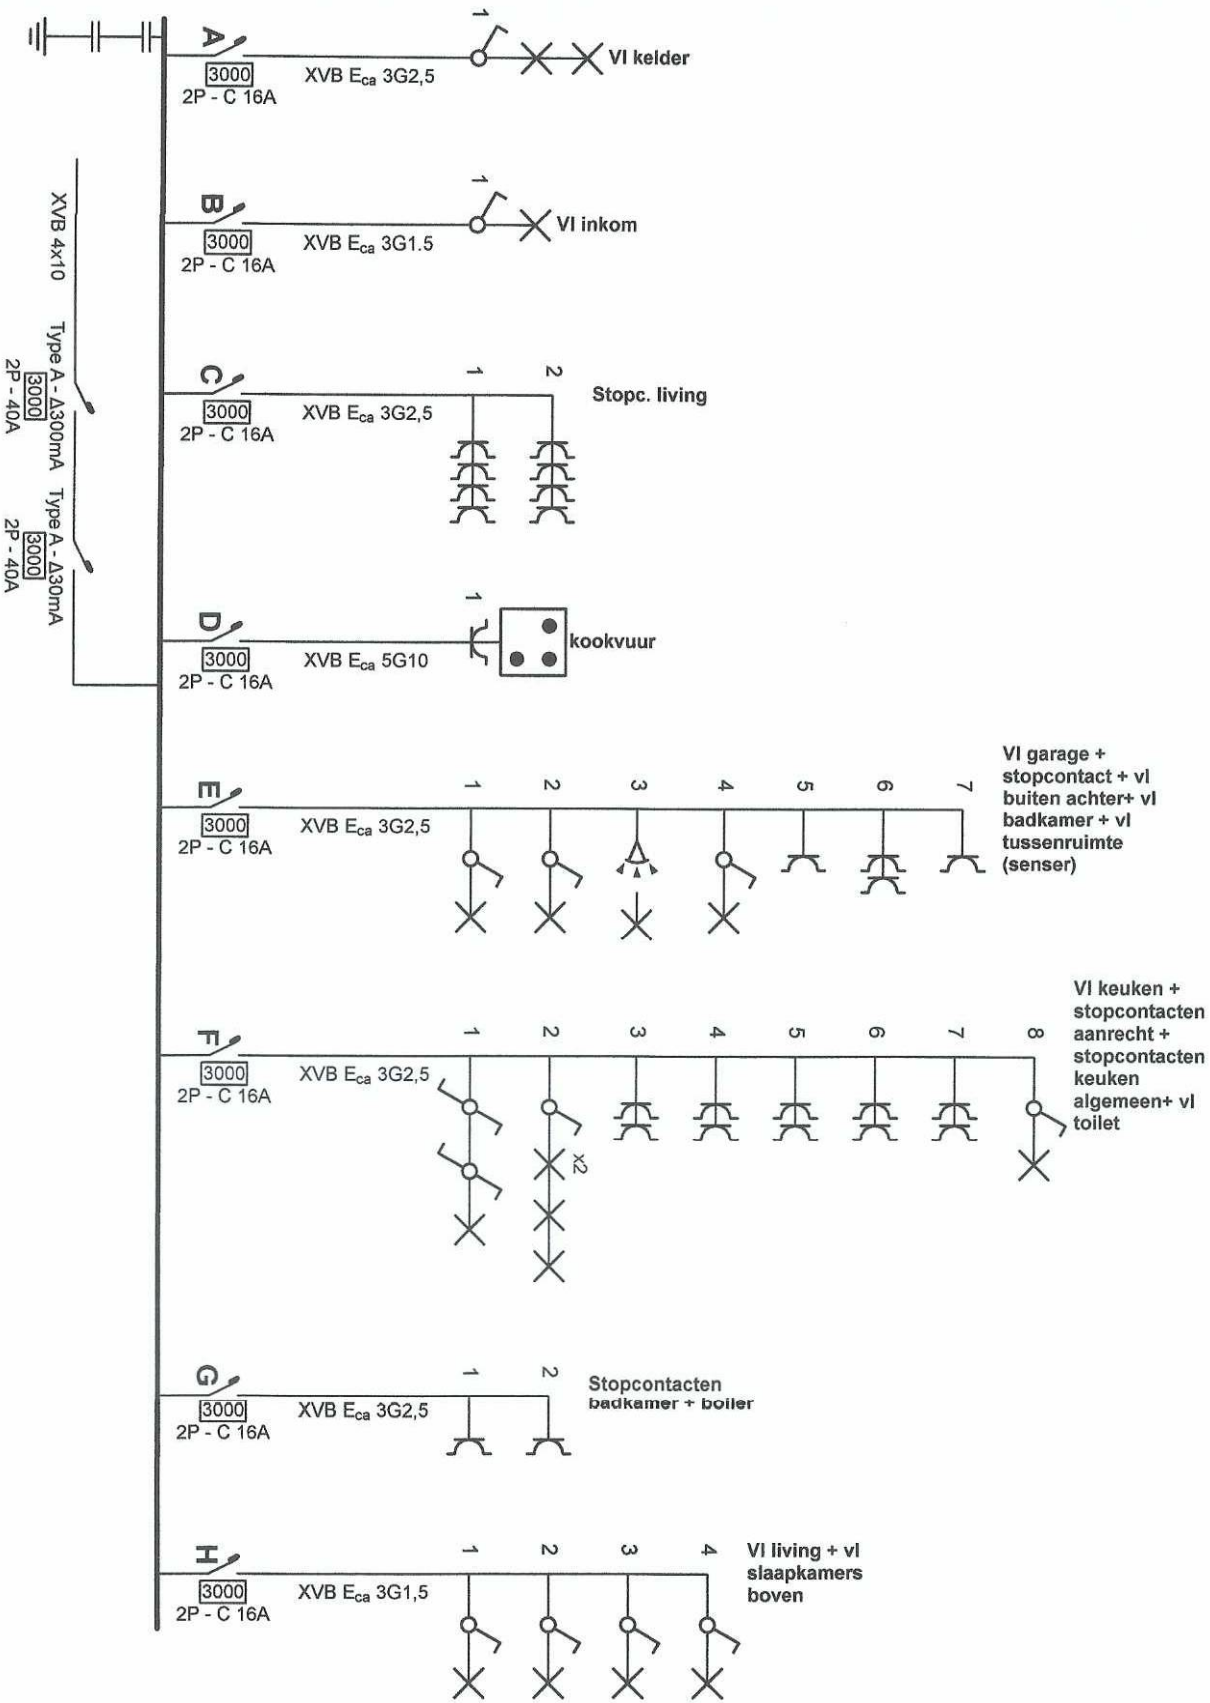 A
3000
2P - C 16A
XVB Eca 3G2,5
1
VI kelder
B
3000
2P - C 16A
XVB Eca 3G1.5
1
VI inkom
XVB 4x10
Type A - Δ300mA
3000
2P - 40A
Type A - Δ30mA
3000
2P - 40A
C
3000
2P - C 16A
XVB Eca 3G2,5
1
2
Stopc. living
D
3000
2P - C 16A
XVB Eca 5G10
1
kookvuur
E
3000
2P - C 16A
XVB Eca 3G2,5
1
2
3
4
5
6
7
VI garage +
stopcontact + vl
buiten achter+ vl
badkamer + vl
tussenruimte
(senser)
F
3000
2P - C 16A
XVB Eca 3G2,5
1
2
x2
3
4
5
6
7
8
VI keuken +
stopcontacten
aanrecht +
stopcontacten
keuken
algemeen+ vl
toilet
G
3000
2P - C 16A
XVB Eca 3G2,5
1
2
Stopcontacten
badkamer + boiler
H
3000
2P - C 16A
XVB Eca 3G1,5
1
2
3
4
VI living + vl
slaapkamers
boven